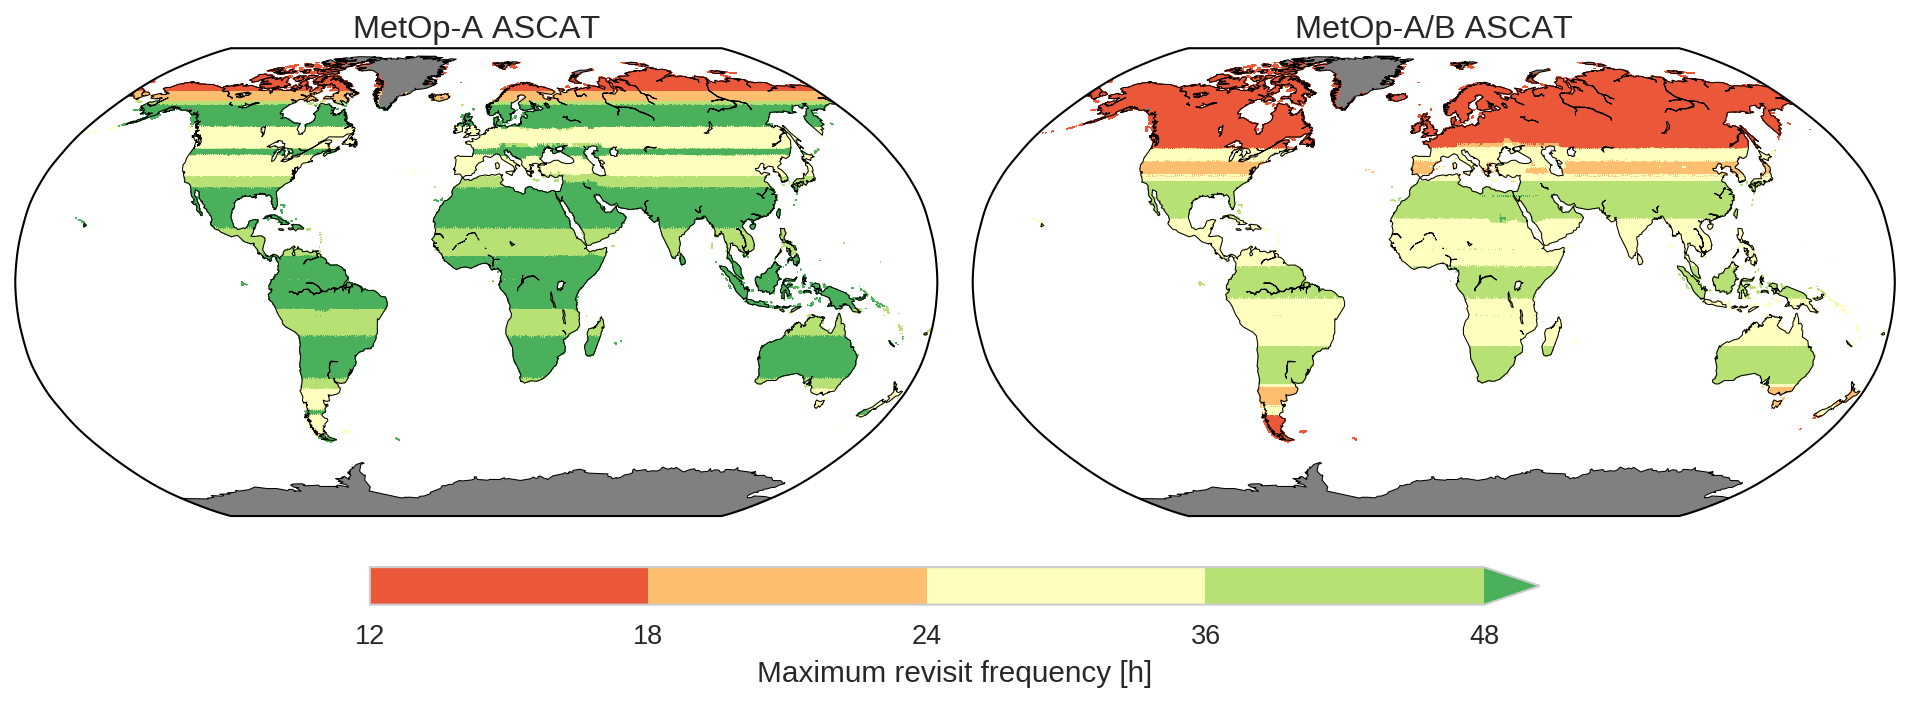 MetOp-A ASCAT
MetOp-A/B ASCAT
12 18 24 36 48
Maximum revisit frequency [h]